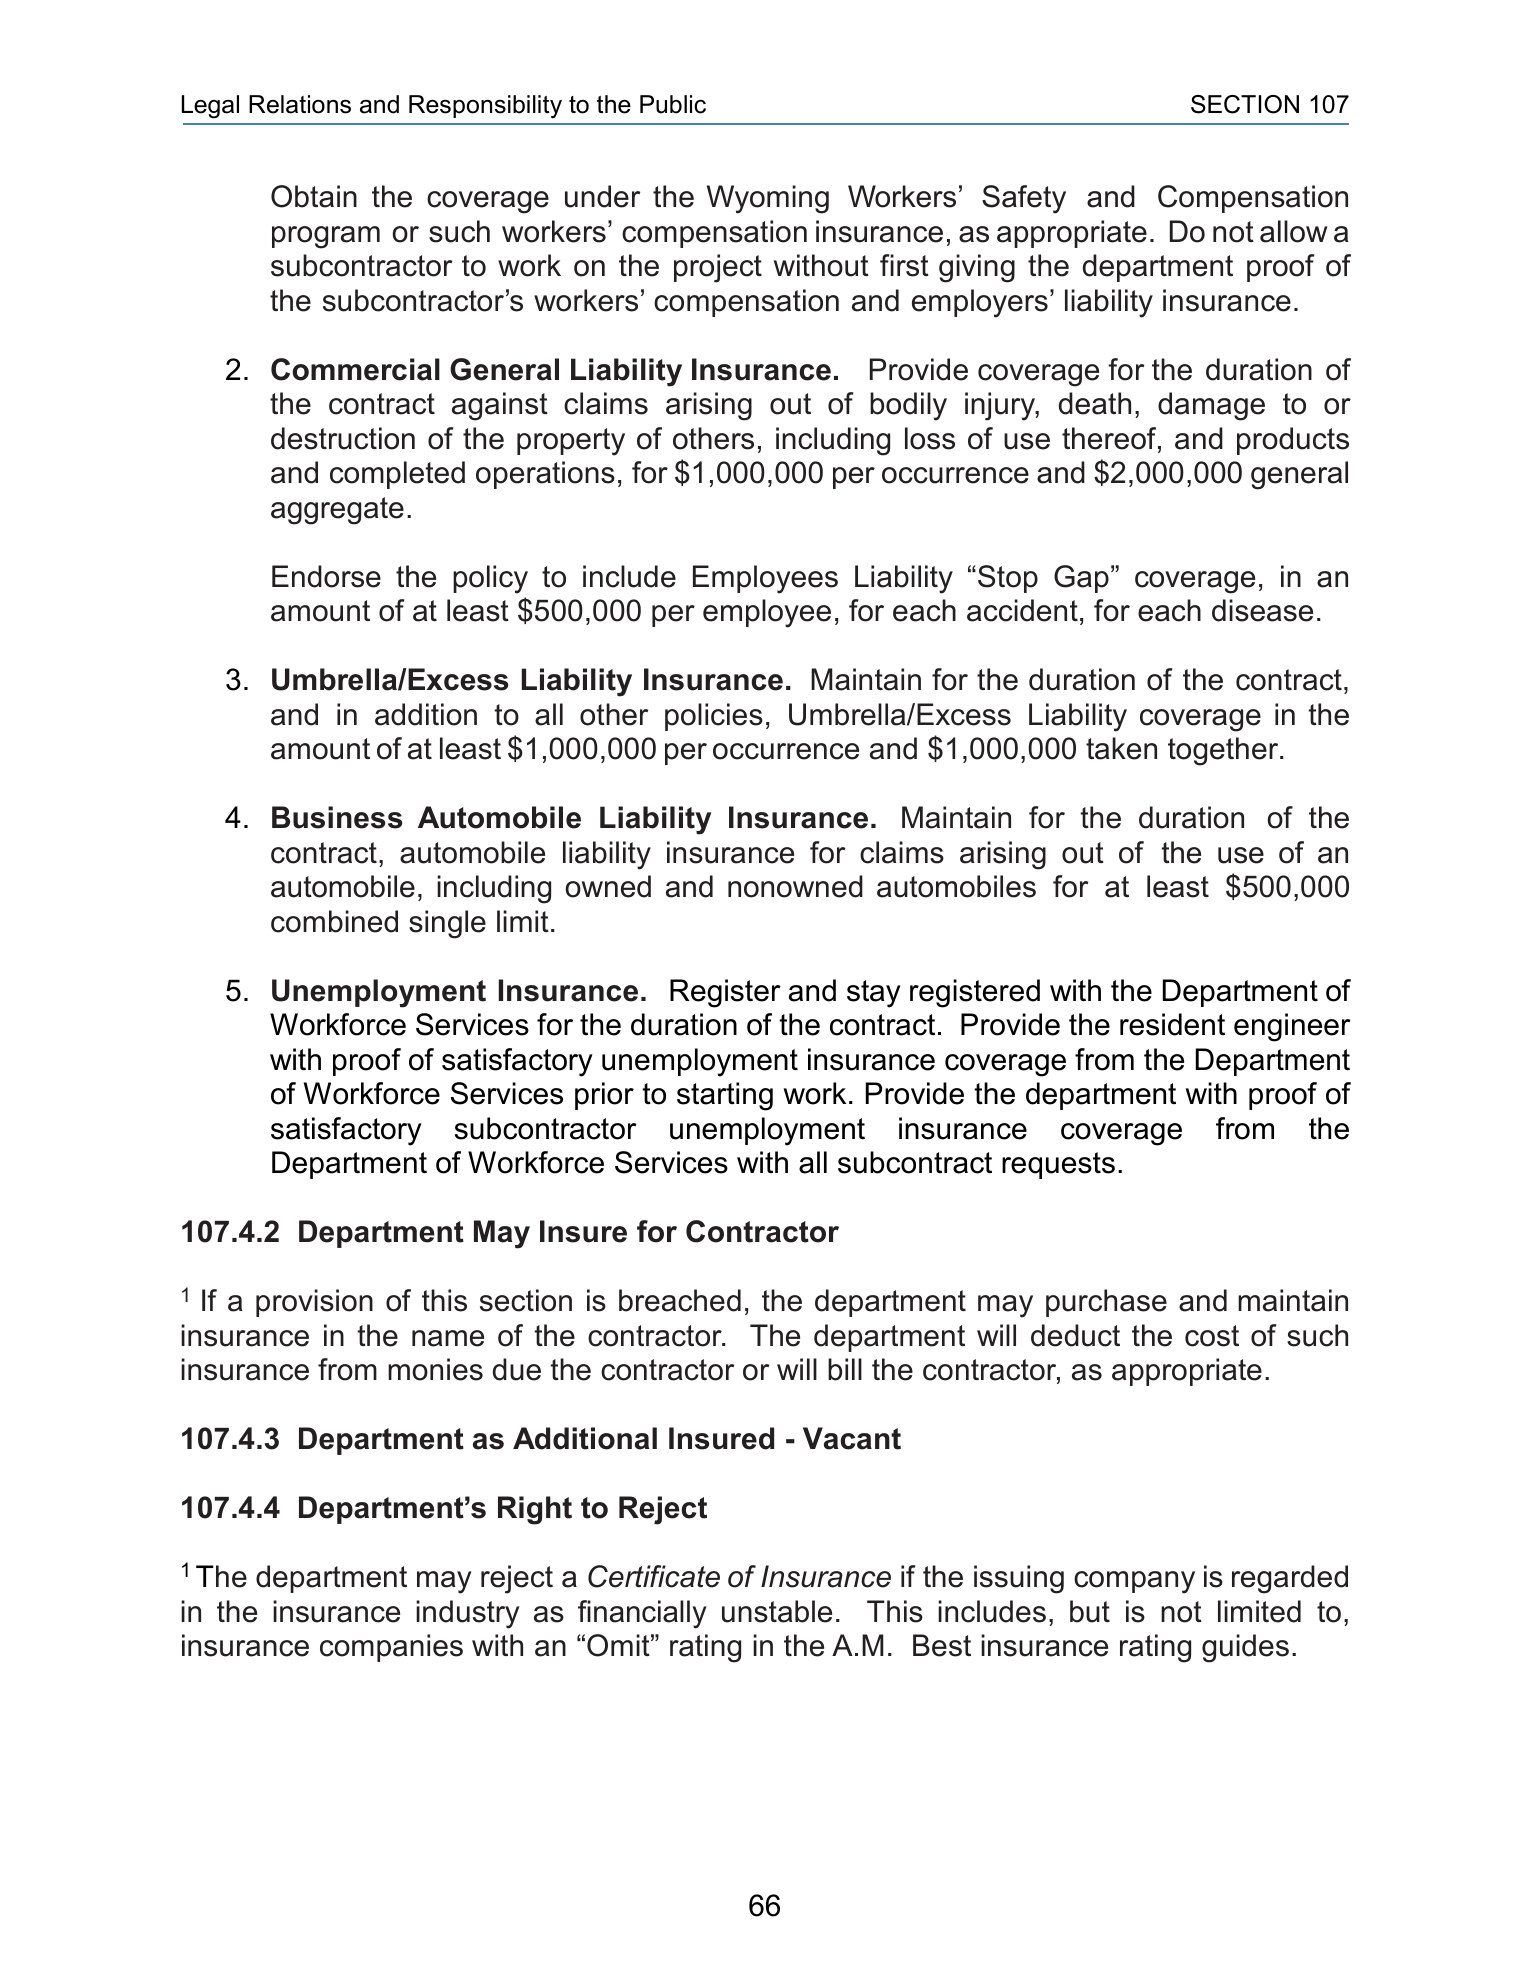 Legal Relations and Responsibility to the Public SECTION 107
Obtain the coverage under the Wyoming Workers’ Safety and Compensation
program or such workers’ compensation insurance, as appropriate. Do not allow a
subcontractor to work on the project without first giving the department proof of
the subcontractor’s workers’ compensation and employers’ liability insurance.
2. Commercial General Liability Insurance. Provide coverage for the duration of
the contract against claims arising out of bodily injury, death, damage to or
destruction of the property of others, including loss of use thereof, and products
and completed operations, for $1,000,000 per occurrence and $2,000,000 general
aggregate.
Endorse the policy to include Employees Liability “Stop Gap” coverage, in an
amount of at least $500,000 per employee, for each accident, for each disease.
3. Umbrella/Excess Liability Insurance. Maintain for the duration of the contract,
and in addition to all other policies, Umbrella/Excess Liability coverage in the
amount of at least $1,000,000 per occurrence and $1,000,000 taken together.
4. Business Automobile Liability Insurance. Maintain for the duration of the
contract, automobile liability insurance for claims arising out of the use of an
automobile, including owned and nonowned automobiles for at least $500,000
combined single limit.
5. Unemployment Insurance. Register and stay registered with the Department of
Workforce Services for the duration of the contract. Provide the resident engineer
with proof of satisfactory unemployment insurance coverage from the Department
of Workforce Services prior to starting work. Provide the department with proof of
satisfactory subcontractor unemployment insurance coverage from the
Department of Workforce Services with all subcontract requests.
107.4.2 Department May Insure for Contractor
1 If a provision of this section is breached, the department may purchase and maintain
insurance in the name of the contractor. The department will deduct the cost of such
insurance from monies due the contractor or will bill the contractor, as appropriate.
107.4.3 Department as Additional Insured - Vacant
107.4.4 Department’s Right to Reject
1 The department may reject a Certificate of Insurance if the issuing company is regarded
in the insurance industry as financially unstable. This includes, but is not limited to,
insurance companies with an “Omit” rating in the A.M. Best insurance rating guides.
66